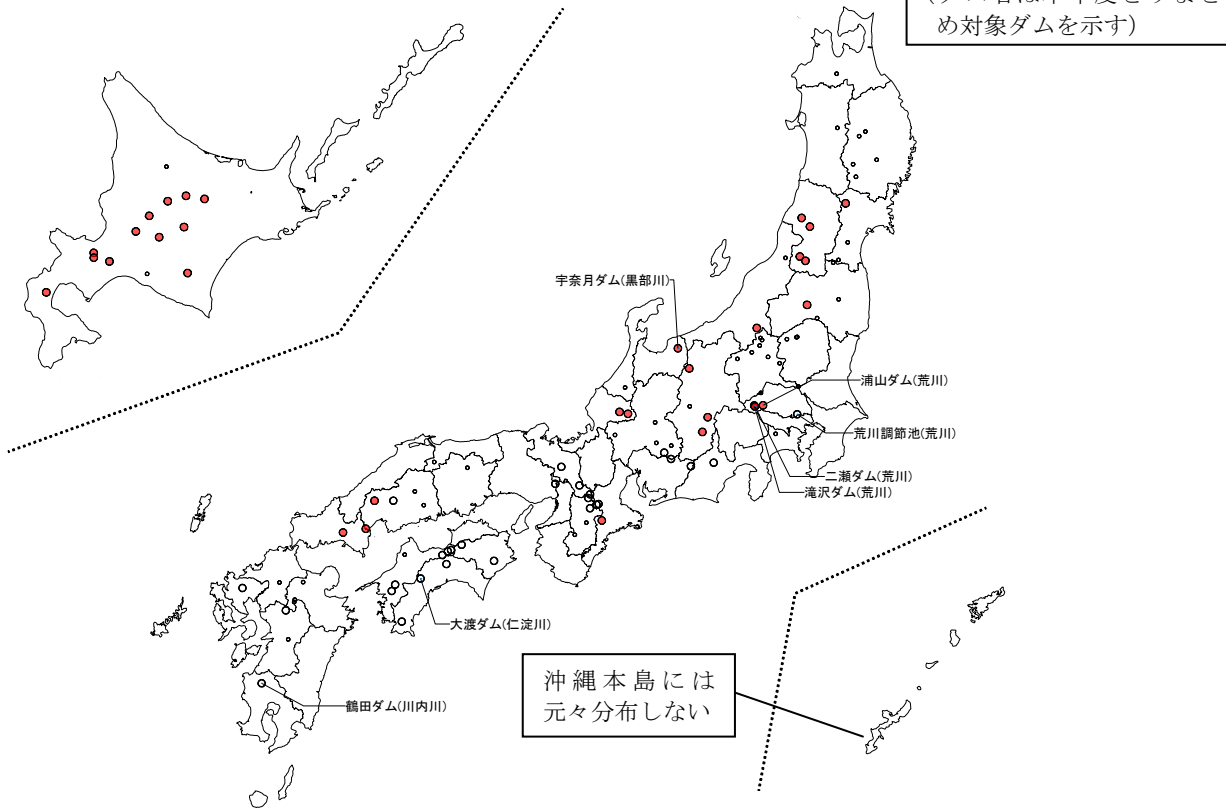 め対象ダムを示す)
宇奈月ダム(黒部川)
浦山ダム(荒川)
荒川調節池(荒川)
二瀬ダム(荒川)
滝沢ダム(荒川)
大渡ダム(仁淀川)
沖縄本島には
元々分布しない
鶴田ダム(川内川)